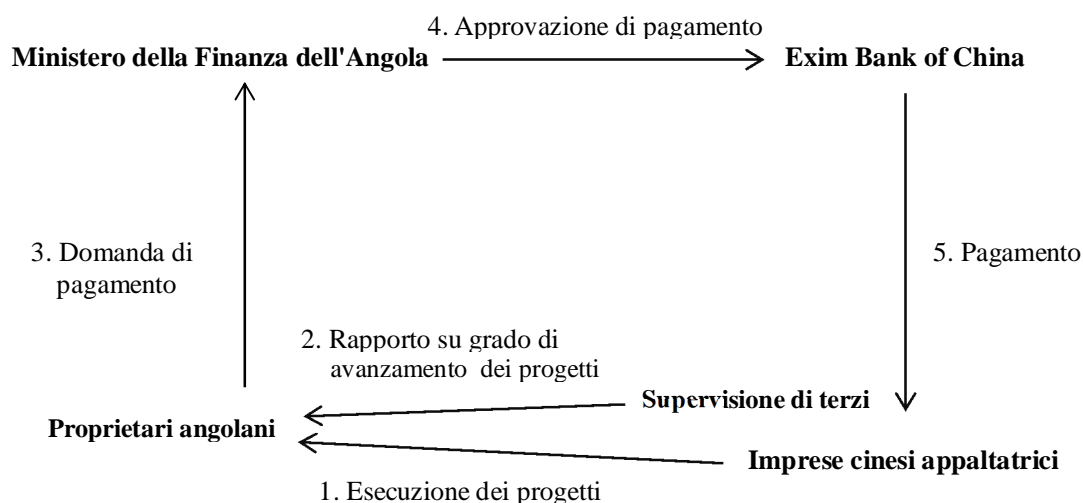 4. Approvazione di pagamento
Ministero della Finanza dell'Angola
Exim Bank of China
3. Domanda di
pagamento
5. Pagamento
2. Rapporto su grado di
avanzamento dei progetti
Supervisione di terzi
Proprietari angolani
Imprese cinesi appaltatrici
1. Esecuzione dei progetti